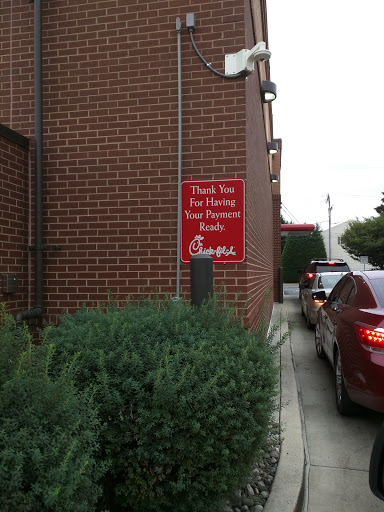 Thank You
For Having
Your Payment
Ready.
Chick-fil-A